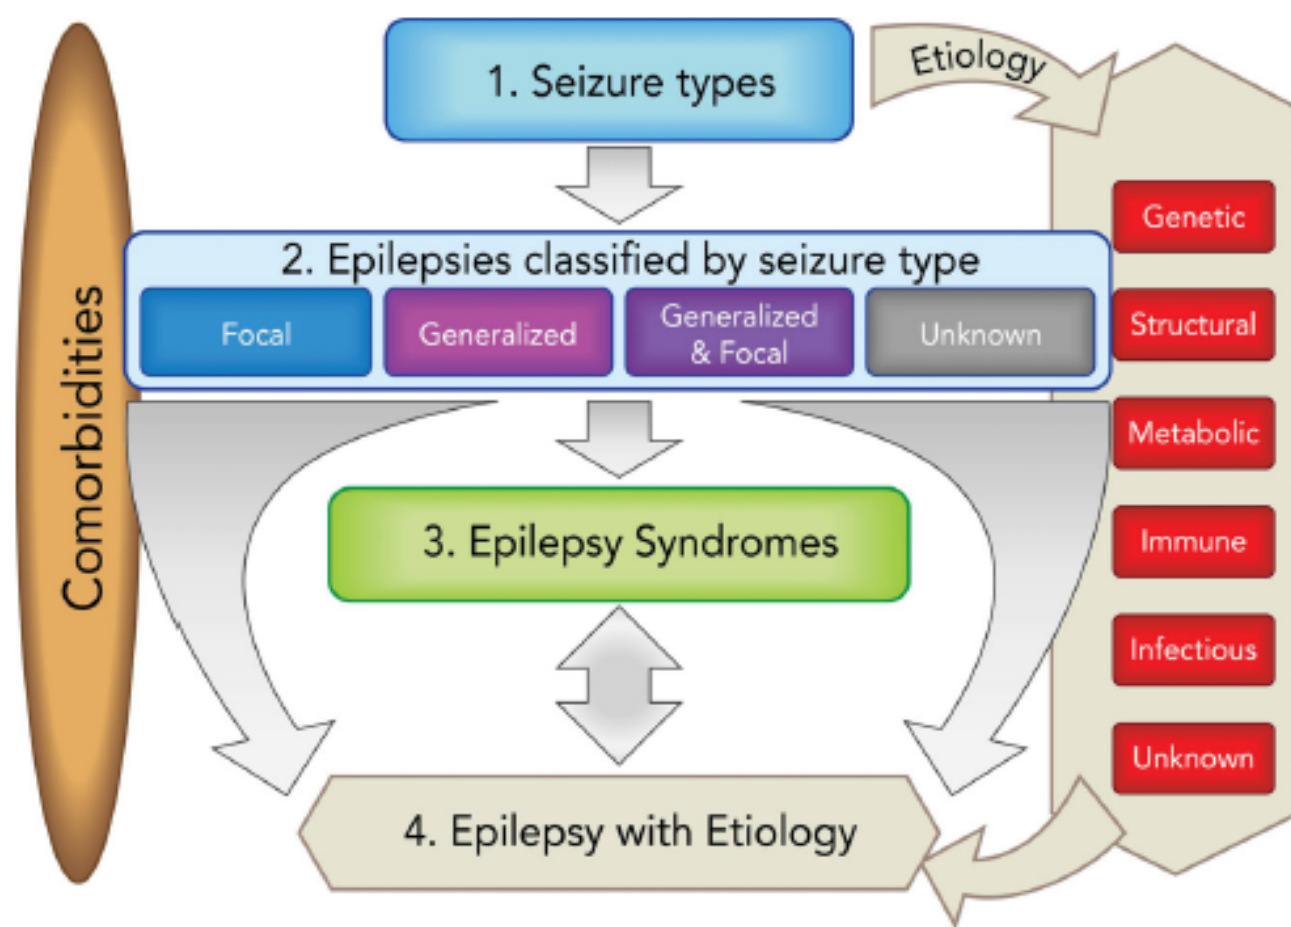 1. Seizure types
Etiology
Comorbidities
2. Epilepsies classified by seizure type
Focal
Generalized
Generalized
& Focal
Unknown
3. Epilepsy Syndromes
4. Epilepsy with Etiology
Genetic
Structural
Metabolic
Immune
Infectious
Unknown